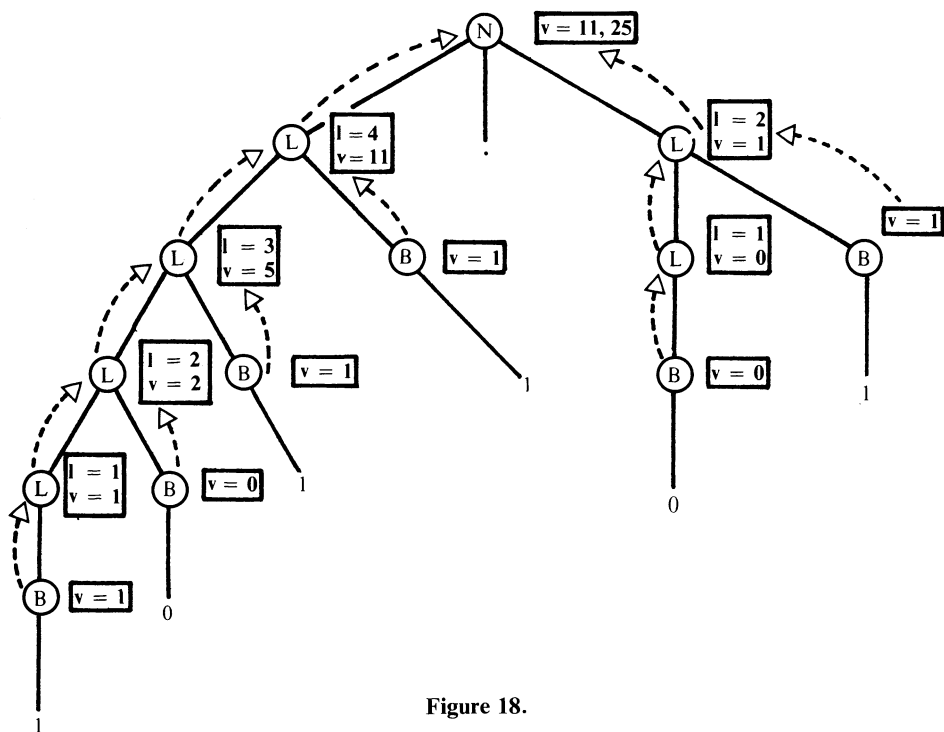 N
v = 11, 25
L
l = 4
v = 11
.
L
l = 2
v = 1
L
l = 3
v = 5
B
v = 1
L
l = 1
v = 0
v = 1
B
L
l = 2
v = 2
B
v = 1
1
B
v = 0
1
L
l = 1
v = 1
B
v = 0
1
0
B
v = 1
0
1
Figure 18.